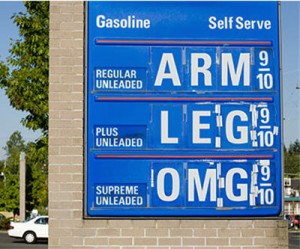 Gasoline Self Serve
REGULAR UNLEADED ARM 9/10
PLUS UNLEADED LEG 9/10
SUPREME UNLEADED OMG 9/10